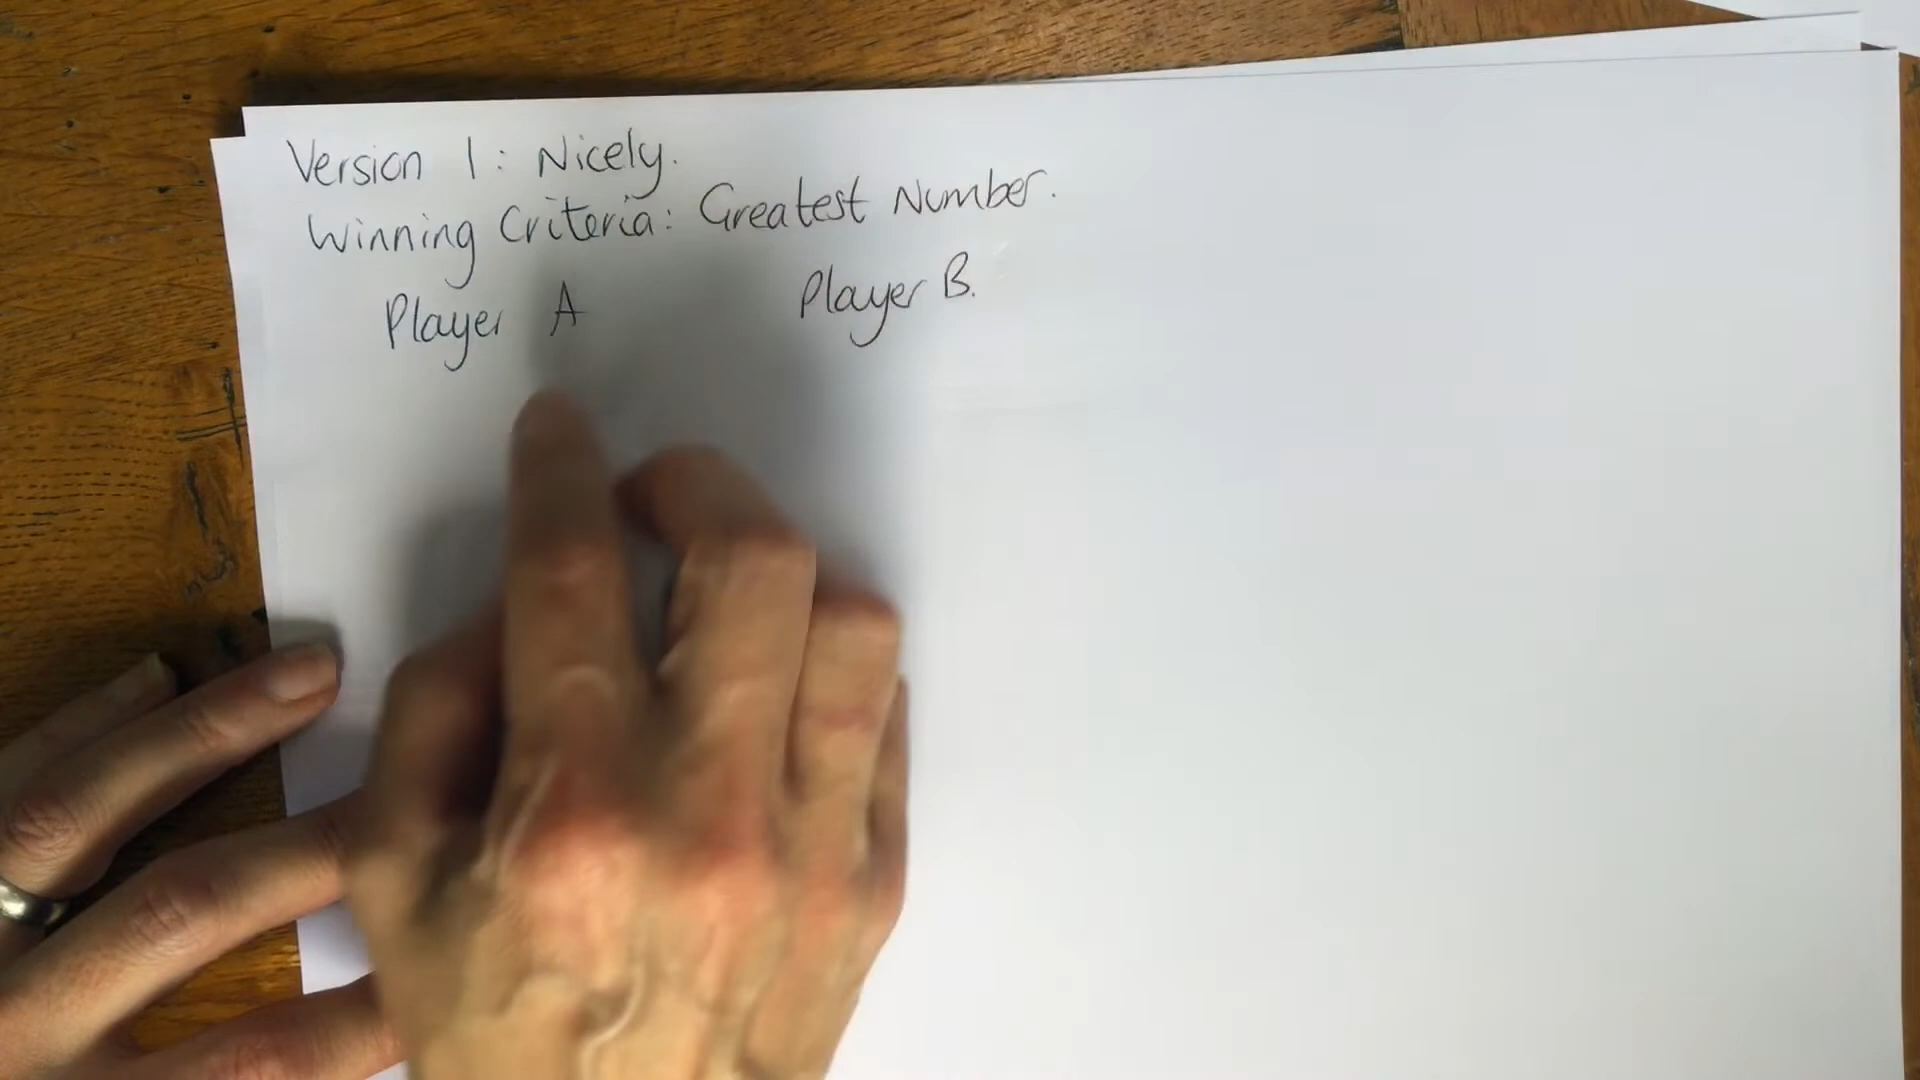 Version 1: Nicely.
Winning Criteria: Greatest Number.
Player A Player B.